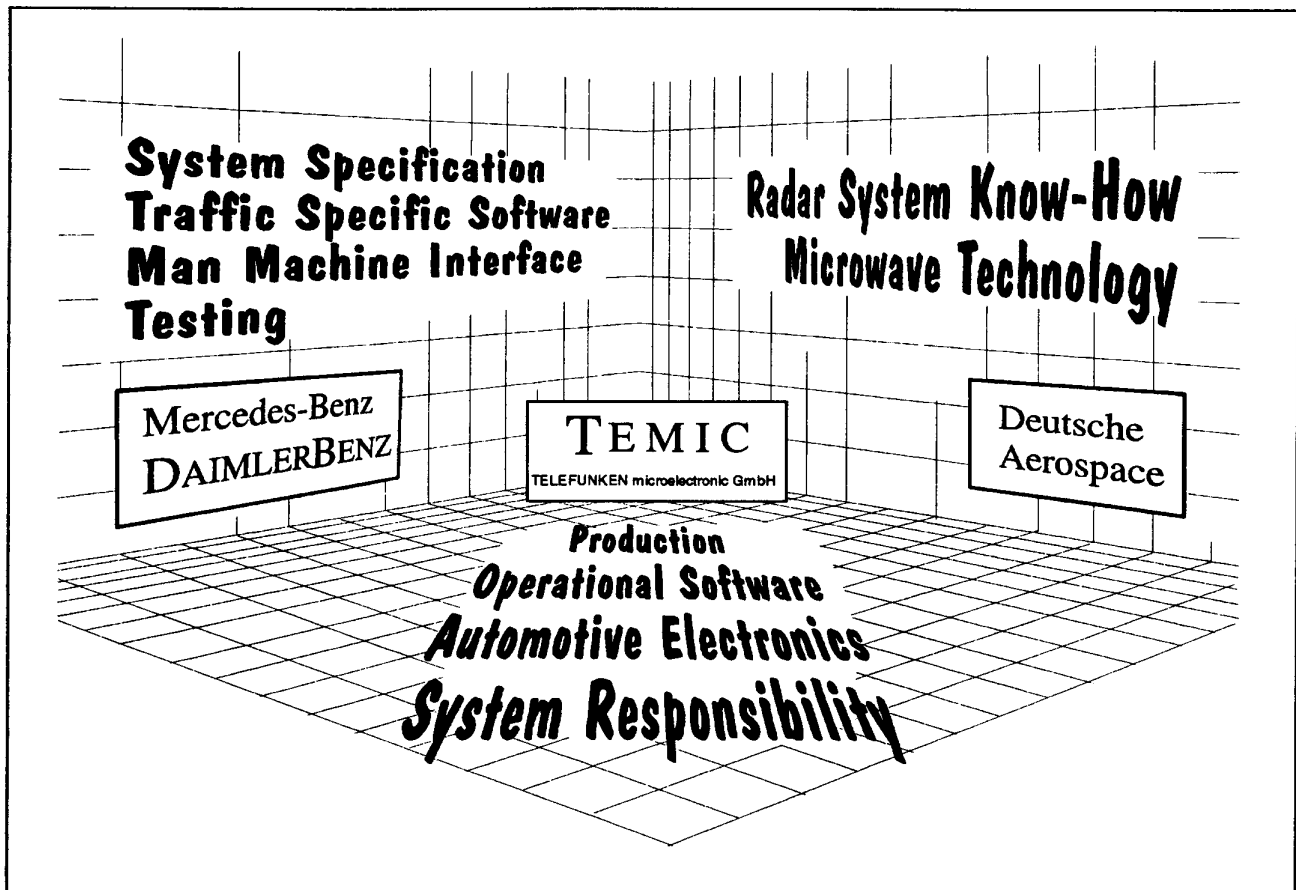 System Specification
Traffic Specific Software
Man Machine Interface
Testing
Radar System Know-How
Microwave Technology
Mercedes-Benz
DAIMLERBENZ
TEMIC
TELEFUNKEN microelectronic GmbH
Deutsche
Aerospace
Production
Operational Software
Automotive Electronics
System Responsibility